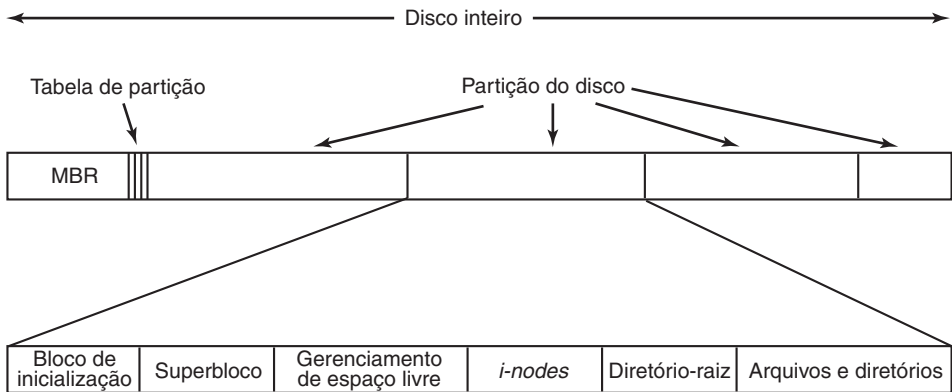 Disco inteiro
Tabela de partição
Partição do disco
MBR
Bloco de
inicialização
Superbloco
Gerenciamento
de espaço livre
i-nodes
Diretório-raiz
Arquivos e diretórios